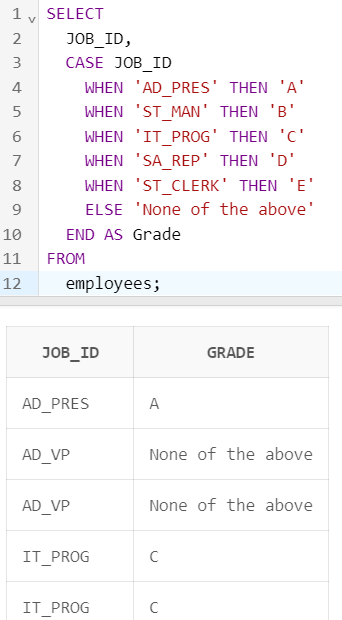 1 SELECT
2 JOB_ID,
3 CASE JOB_ID
4 WHEN 'AD_PRES' THEN 'A'
5 WHEN 'ST_MAN' THEN 'B'
6 WHEN 'IT_PROG' THEN 'C'
7 WHEN 'SA_REP' THEN 'D'
8 WHEN 'ST_CLERK' THEN 'E'
9 ELSE 'None of the above'
10 END AS Grade
11 FROM
12 employees;
JOB_ID GRADE
AD_PRES A
AD_VP None of the above
AD_VP None of the above
IT_PROG C
IT_PROG C